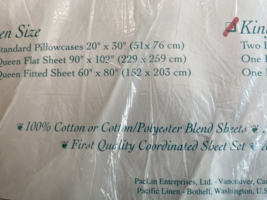 en Size
Standard Pillowcases 20" x 30" (51x 76 cm)
Queen Flat Sheet 90" x 102" (229 x 259 cm)
Queen Fitted Sheet 60" x 80" (152 x 203 cm)
King
Two
One
One
100% Cotton or Cotton/Polyester Blend Sheets
First Quality Coordinated Sheet Set
PacLin Enterprises, Ltd. - Vancouver, Ca
Pacific Linen - Bothell, Washington, U.S